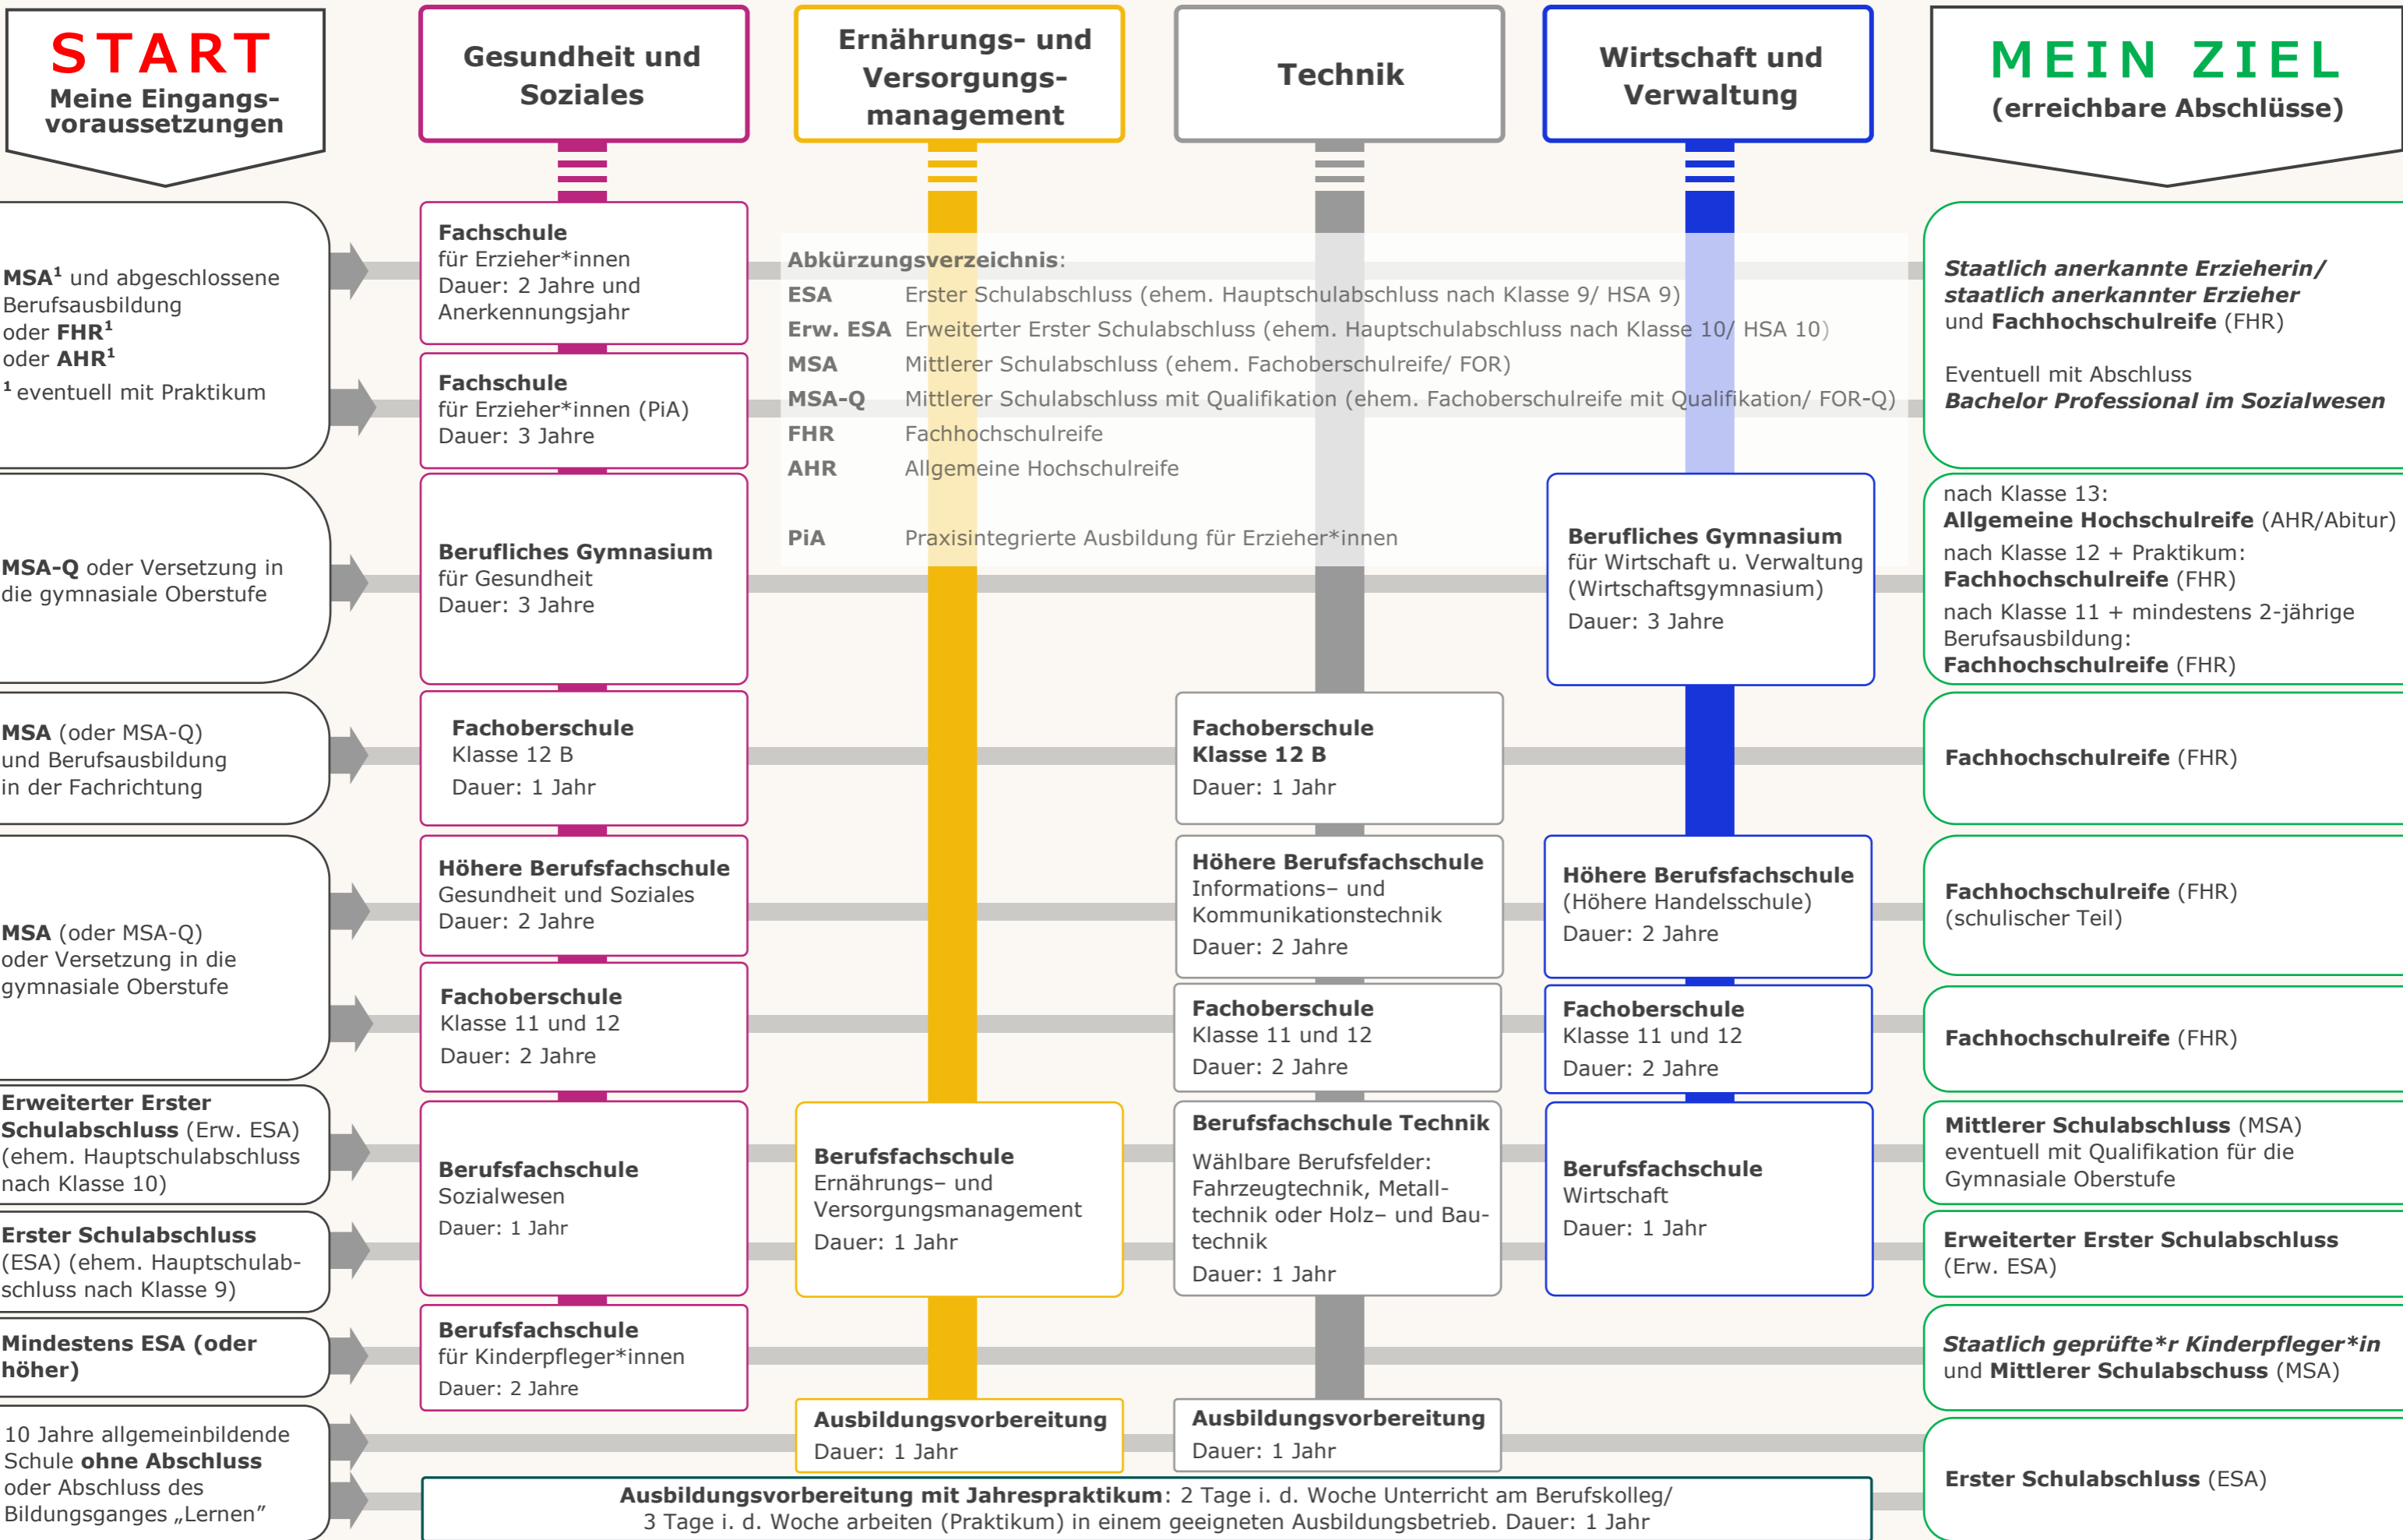 START
Meine Eingangs-
voraussetzungen
Gesundheit und
Soziales
Ernährungs- und
Versorgungs-
management
Technik
Wirtschaft und
Verwaltung
MEIN ZIEL
(erreichbare Abschlüsse)
MSA¹ und abgeschlossene
Berufsausbildung
oder FHR¹
oder AHR¹
¹ eventuell mit Praktikum
Fachschule
für Erzieher*innen
Dauer: 2 Jahre und
Anerkennungsjahr
Fachschule
für Erzieher*innen (PiA)
Dauer: 3 Jahre
Abkürzungsverzeichnis:
ESA Erster Schulabschluss (ehem. Hauptschulabschluss nach Klasse 9/ HSA 9)
Erw. ESA Erweiterter Erster Schulabschluss (ehem. Hauptschulabschluss nach Klasse 10/ HSA 10)
MSA Mittlerer Schulabschluss (ehem. Fachoberschulreife/ FOR)
MSA-Q Mittlerer Schulabschluss mit Qualifikation (ehem. Fachoberschulreife mit Qualifikation/ FOR-Q)
FHR Fachhochschulreife
AHR Allgemeine Hochschulreife
PiA Praxisintegrierte Ausbildung für Erzieher*innen
Staatlich anerkannte Erzieherin/
staatlich anerkannter Erzieher
und Fachhochschulreife (FHR)
Eventuell mit Abschluss
Bachelor Professional im Sozialwesen
MSA-Q oder Versetzung in
die gymnasiale Oberstufe
Berufliches Gymnasium
für Gesundheit
Dauer: 3 Jahre
Berufliches Gymnasium
für Wirtschaft u. Verwaltung
(Wirtschaftsgymnasium)
Dauer: 3 Jahre
nach Klasse 13:
Allgemeine Hochschulreife (AHR/Abitur)
nach Klasse 12 + Praktikum:
Fachhochschulreife (FHR)
nach Klasse 11 + mindestens 2-jährige
Berufsausbildung:
Fachhochschulreife (FHR)
MSA (oder MSA-Q)
und Berufsausbildung
in der Fachrichtung
Fachoberschule
Klasse 12 B
Dauer: 1 Jahr
Fachoberschule
Klasse 12 B
Dauer: 1 Jahr
Fachhochschulreife (FHR)
MSA (oder MSA-Q)
oder Versetzung in die
gymnasiale Oberstufe
Höhere Berufsfachschule
Gesundheit und Soziales
Dauer: 2 Jahre
Höhere Berufsfachschule
Informations– und
Kommunikationstechnik
Dauer: 2 Jahre
Höhere Berufsfachschule
(Höhere Handelsschule)
Dauer: 2 Jahre
Fachhochschulreife (FHR)
(schulischer Teil)
Fachoberschule
Klasse 11 und 12
Dauer: 2 Jahre
Fachoberschule
Klasse 11 und 12
Dauer: 2 Jahre
Fachoberschule
Klasse 11 und 12
Dauer: 2 Jahre
Fachhochschulreife (FHR)
Erweiterter Erster
Schulabschluss (Erw. ESA)
(ehem. Hauptschulabschluss
nach Klasse 10)
Erster Schulabschluss
(ESA) (ehem. Hauptschulab-
schluss nach Klasse 9)
Berufsfachschule
Sozialwesen
Dauer: 1 Jahr
Berufsfachschule
Ernährungs– und
Versorgungsmanagement
Dauer: 1 Jahr
Berufsfachschule Technik
Wählbare Berufsfelder:
Fahrzeugtechnik, Metall-
technik oder Holz– und Bau-
technik
Dauer: 1 Jahr
Berufsfachschule
Wirtschaft
Dauer: 1 Jahr
Mittlerer Schulabschluss (MSA)
eventuell mit Qualifikation für die
Gymnasiale Oberstufe
Erweiterter Erster Schulabschluss
(Erw. ESA)
Mindestens ESA (oder
höher)
Berufsfachschule
für Kinderpfleger*innen
Dauer: 2 Jahre
Staatlich geprüfte*r Kinderpfleger*in
und Mittlerer Schulabschluss (MSA)
10 Jahre allgemeinbildende
Schule ohne Abschluss
oder Abschluss des
Bildungsganges „Lernen”
Ausbildungsvorbereitung
Dauer: 1 Jahr
Ausbildungsvorbereitung
Dauer: 1 Jahr
Ausbildungsvorbereitung mit Jahrespraktikum: 2 Tage i. d. Woche Unterricht am Berufskolleg/
3 Tage i. d. Woche arbeiten (Praktikum) in einem geeigneten Ausbildungsbetrieb. Dauer: 1 Jahr
Erster Schulabschluss (ESA)